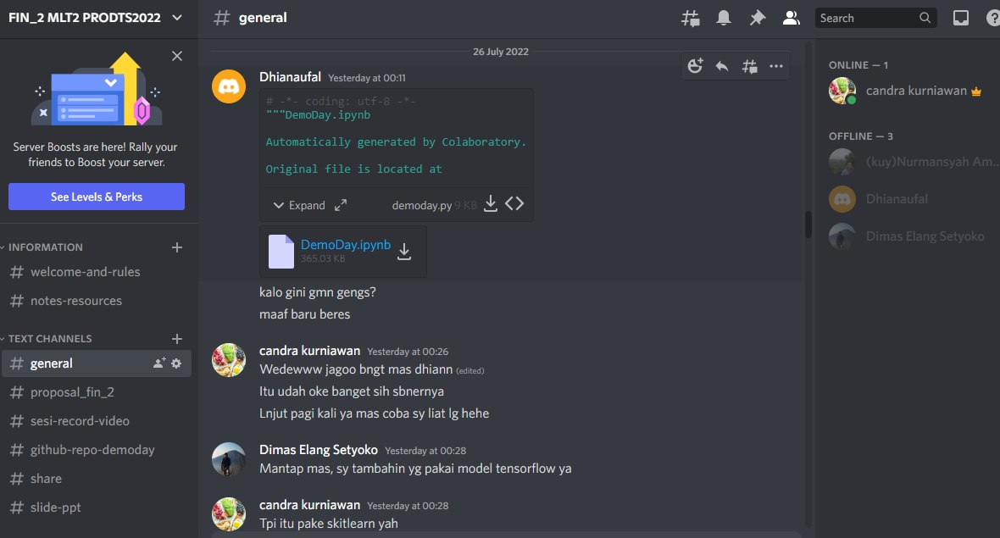 FIN_2 MLT2 PRODTS2022
general
Search
Server Boosts are here! Rally your
friends to Boost your server.
See Levels & Perks
INFORMATION
welcome-and-rules
notes-resources
TEXT CHANNELS
general
proposal_fin_2
sesi-record-video
github-repo-demoday
share
slide-ppt
26 July 2022
Dhianaufal Yesterday at 00:11
# -*- coding: utf-8 -*-
"""DemoDay.ipynb
Automatically generated by Colaboratory.
Original file is located at
Expand demoday.py 9 KB
DemoDay.ipynb
365.03 KB
kalo gini gmn gengs?
maaf baru beres
candra kurniawan Yesterday at 00:26
Wedewww jagoo bngt mas dhiann (edited)
Itu udah oke banget sih sbnernya
Lnjut pagi kali ya mas coba sy liat lg hehe
Dimas Elang Setyoko Yesterday at 00:28
Mantap mas, sy tambahin yg pakai model tensorflow ya
candra kurniawan Yesterday at 00:28
Tpi itu pake skitlearn yah
ONLINE — 1
candra kurniawan
OFFLINE — 3
(kuy)Nurmansyah Am...
Dhianaufal
Dimas Elang Setyoko